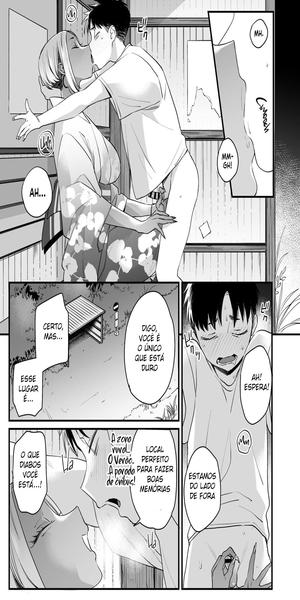 MH.
MM-
GH!
AH...
AH!
ESPERA!
ESTAMOS
DO LADO
DE FORA
DIGO,
VOCÊ É
O ÚNICO
QUE ESTÁ
DURO
CERTO,
MAS...
ESSE
LUGAR
É...
LOCAL
PERFEITO
PARA FAZER
BOAS
MEMÓRIAS
O QUE
DIABOS
VOCÊ
ESTÁ...!